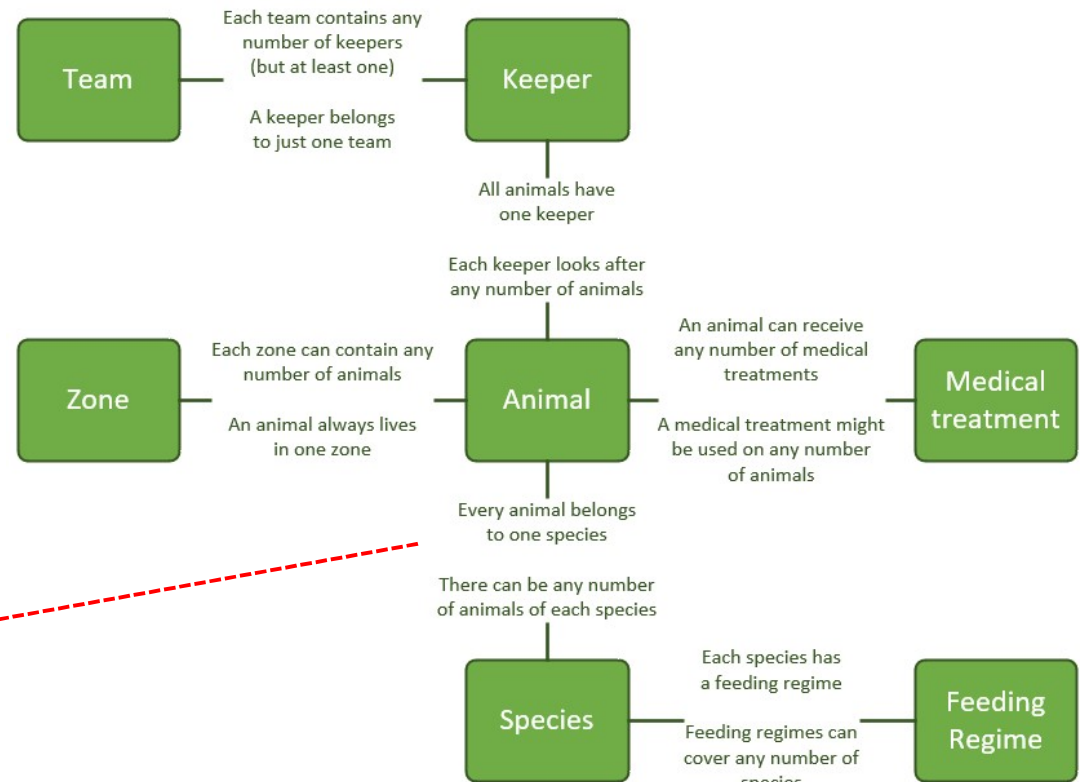 Team
Each team contains any
number of keepers
(but at least one)
A keeper belongs
to just one team
Keeper
All animals have
one keeper
Each keeper looks after
any number of animals
Zone
Each zone can contain any
number of animals
An animal always lives
in one zone
Animal
An animal can receive
any number of medical
treatments
A medical treatment might
be used on any number
of animals
Medical
treatment
Every animal belongs
to one species
There can be any number
of animals of each species
Species
Each species has
a feeding regime
Feeding regimes can
cover any number of
species
Feeding
Regime